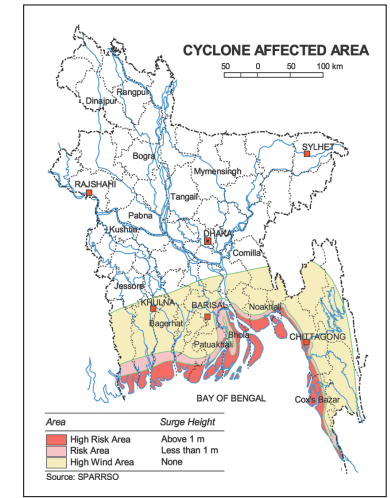 CYCLONE AFFECTED AREA
50 0 50 100 km
Rangpur
Dinajpur
SYLHET
Bogra
Mymensingh
RAJSHAHI
Tangail
Pabna
Kushtia
DHAKA
Comilla
Jessore
KHULNA
BARISAL
Noakhali
Bagerhat
Bhola
CHITTAGONG
Patuakhali
Cox's Bazar
BAY OF BENGAL
Area Surge Height
High Risk Area Above 1 m
Risk Area Less than 1 m
High Wind Area None
Source: SPARRSO